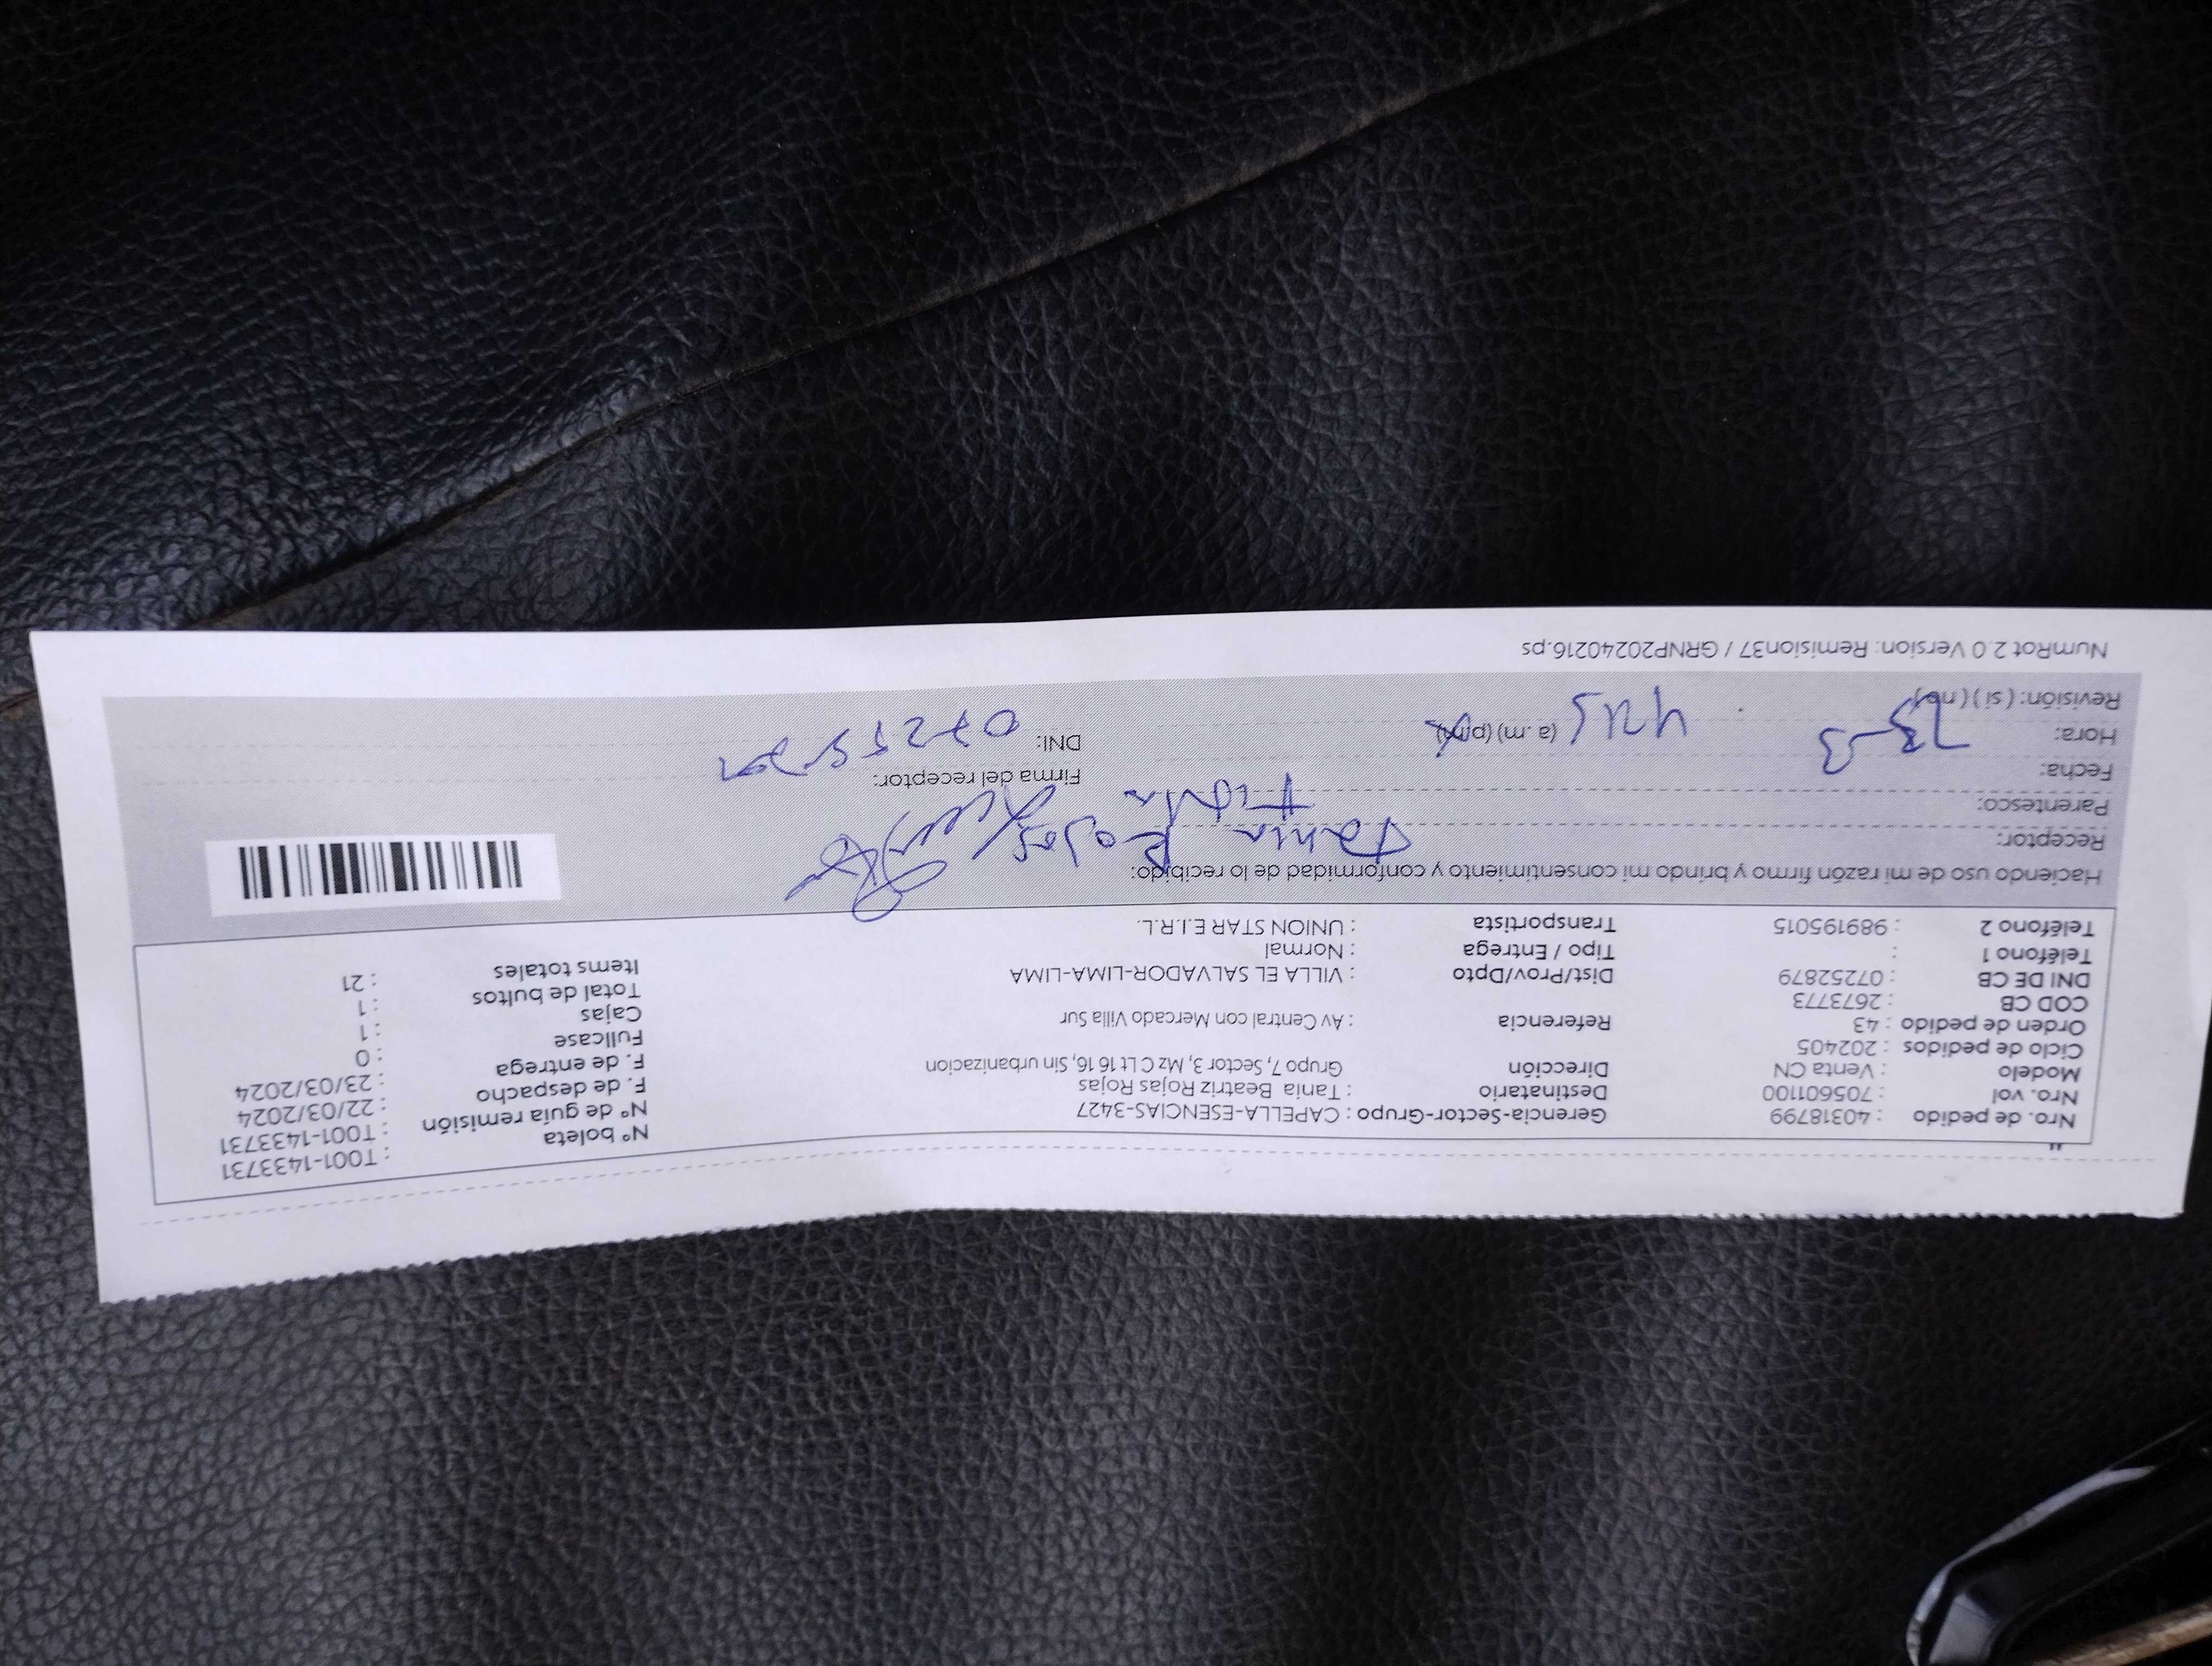 Nro. de pedido : 40318799
Nro. vol : 705601100
Modelo : Venta CN
Ciclo de pedidos : 202405
Orden de pedido : 43
COD CB : 2673773
DNI DE CB : 07252879
Teléfono 1 :
Teléfono 2 : 989195015
Gerencia-Sector-Grupo : CAPELLA-ESENCIAS-3427
Destinatario : Tania Beatriz Rojas Rojas
Dirección Grupo 7, Sector 3, Mz C Lt 16 16, Sin urbanizacion
Referencia : Av Central con Mercado Villa Sur
Dist/Prov/Dpto : VILLA EL SALVADOR-LIMA-LIMA
Tipo / Entrega : Normal
Transportista : UNION STAR E.I.R.L.
N° boleta : T001-1433731
N° de guía remisión : T001-1433731
F. de despacho : 22/03/2024
F. de entrega : 23/03/2024
Fullcase : 0
Cajas : 1
Total de bultos : 1
Items totales : 21
Haciendo uso de mi razón firmo y brindo mi consentimiento y conformidad de lo recibido:
Receptor: Tania Rojas
Parentesco:
Fecha: 23-3
Hora: (a.m) (p.m)
Revisión: (si) (no)
Firma del receptor:
DNI:
NumRot 2.0 Version: Remision37 / GRNP20240216.ps